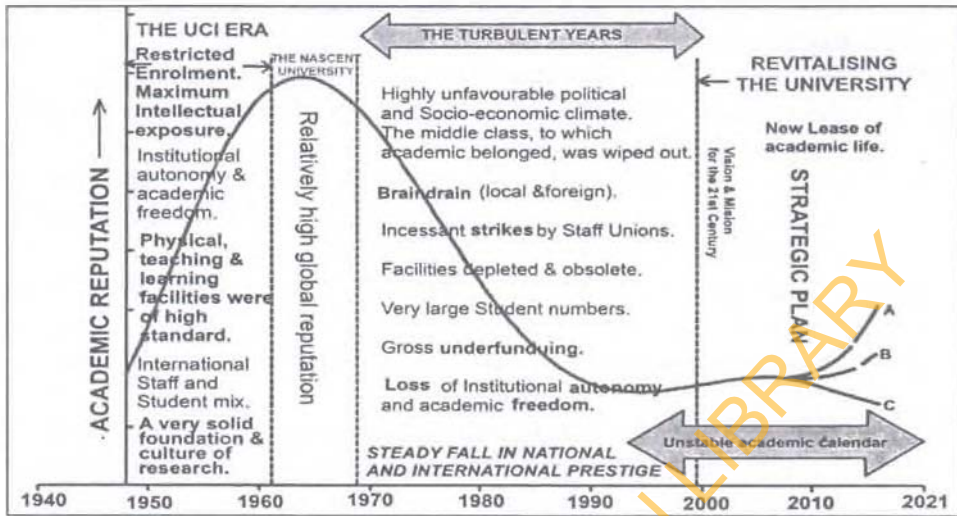 THE UCI ERA
Restricted
Enrolment.
Maximum
Intellectual
exposure.
Institutional
autonomy &
academic
freedom.
Physical,
teaching &
learning
facilities were
of high
standard.
International
Staff and
Student mix.
A very solid
foundation &
culture of
research.
ACADEMIC REPUTATION
THE NASCENT
UNIVERSITY
Relatively high global reputation
THE TURBULENT YEARS
Highly unfavourable political
and Socio-economic climate.
The middle class, to which
academic belonged, was wiped out.
Braindrain (local &foreign).
Incessant strikes by Staff Unions.
Facilities depleted & obsolete.
Very large Student numbers.
Gross underfundying.
Loss of Institutional autonomy
and academic freedom.
STEADY FALL IN NATIONAL
AND INTERNATIONAL PRESTIGE
REVITALISING
THE UNIVERSITY
New Lease of
academic life.
Vision & Mision
for the 21st Century
STRATEGIC PLAN
A
B
C
Unstable academic calendar
1940
1950
1960
1970
1980
1990
2000
2010
2021
LIBRARY